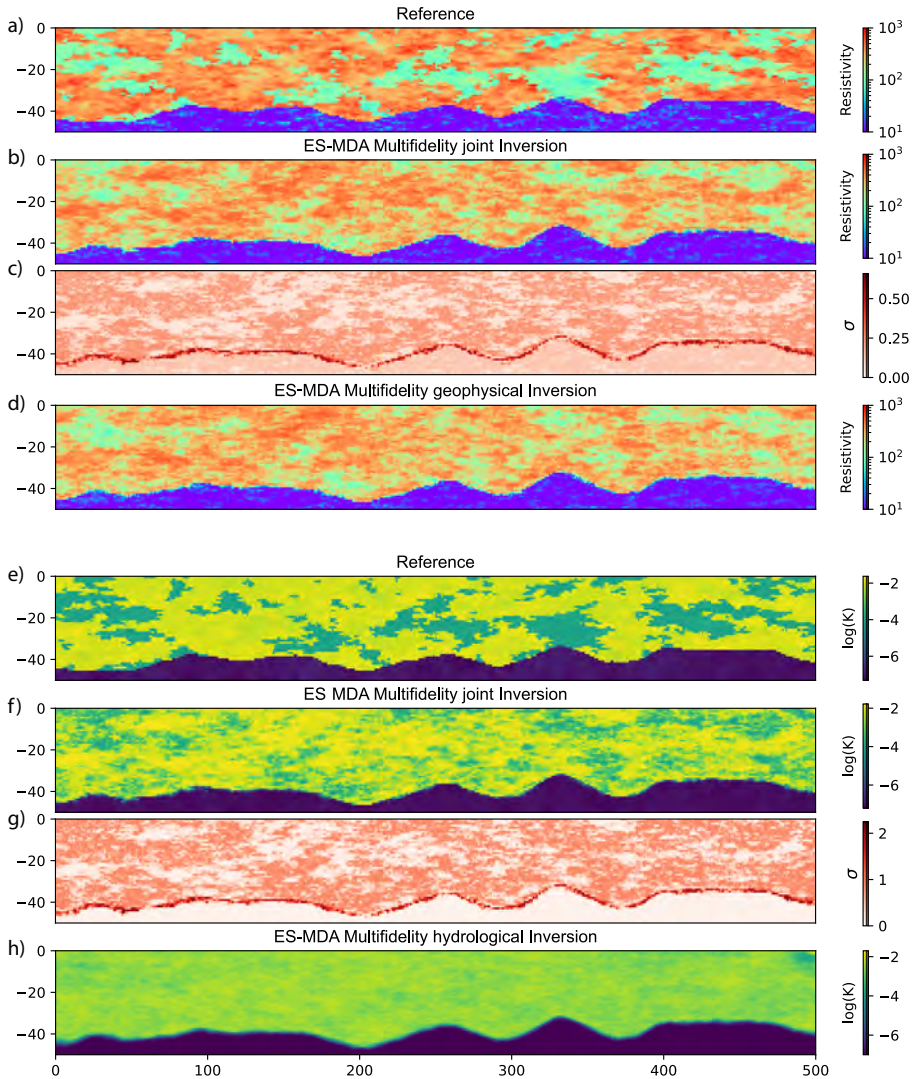 Reference
a)
0
−20
−40
10³
10²
10¹
Resistivity
ES-MDA Multifidelity joint Inversion
b)
0
−20
−40
10³
10²
10¹
Resistivity
c)
0
−20
−40
0.50
0.25
0.00
σ
ES-MDA Multifidelity geophysical Inversion
d)
0
−20
−40
10³
10²
10¹
Resistivity
Reference
e)
0
−20
−40
−2
−4
−6
log(K)
ES MDA Multifidelity joint Inversion
f)
0
−20
−40
−2
−4
−6
log(K)
g)
0
−20
−40
2
1
0
σ
ES-MDA Multifidelity hydrological Inversion
h)
0
−20
−40
−2
−4
−6
log(K)
0 100 200 300 400 500